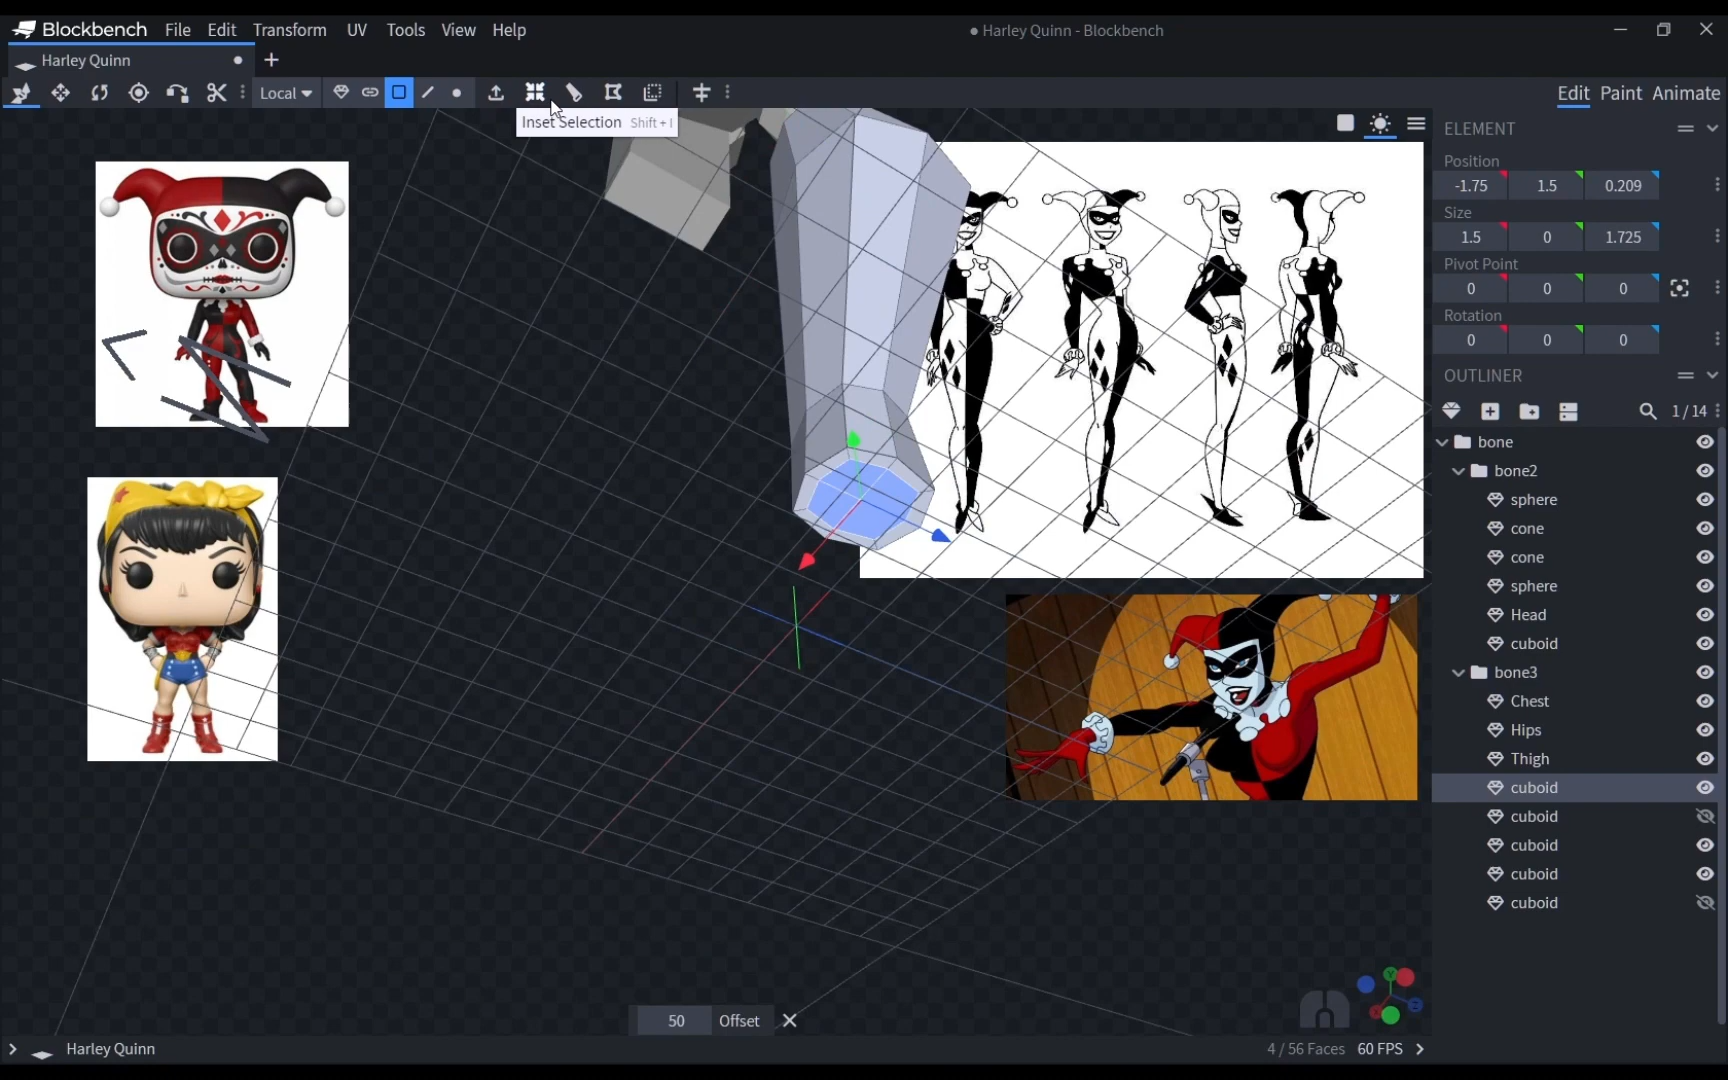 Blockbench File Edit Transform UV Tools View Help
● Harley Quinn - Blockbench
Harley Quinn
Local
Edit Paint Animate
Inset Selection Shift + I
ELEMENT
Position
-1.75 1.5 0.209
Size
1.5 0 1.725
Pivot Point
0 0 0
Rotation
0 0 0
OUTLINER
1 / 14
bone
bone2
sphere
cone
cone
sphere
Head
cuboid
bone3
Chest
Hips
Thigh
cuboid
cuboid
cuboid
cuboid
cuboid
50 Offset
Harley Quinn
4 / 56 Faces 60 FPS